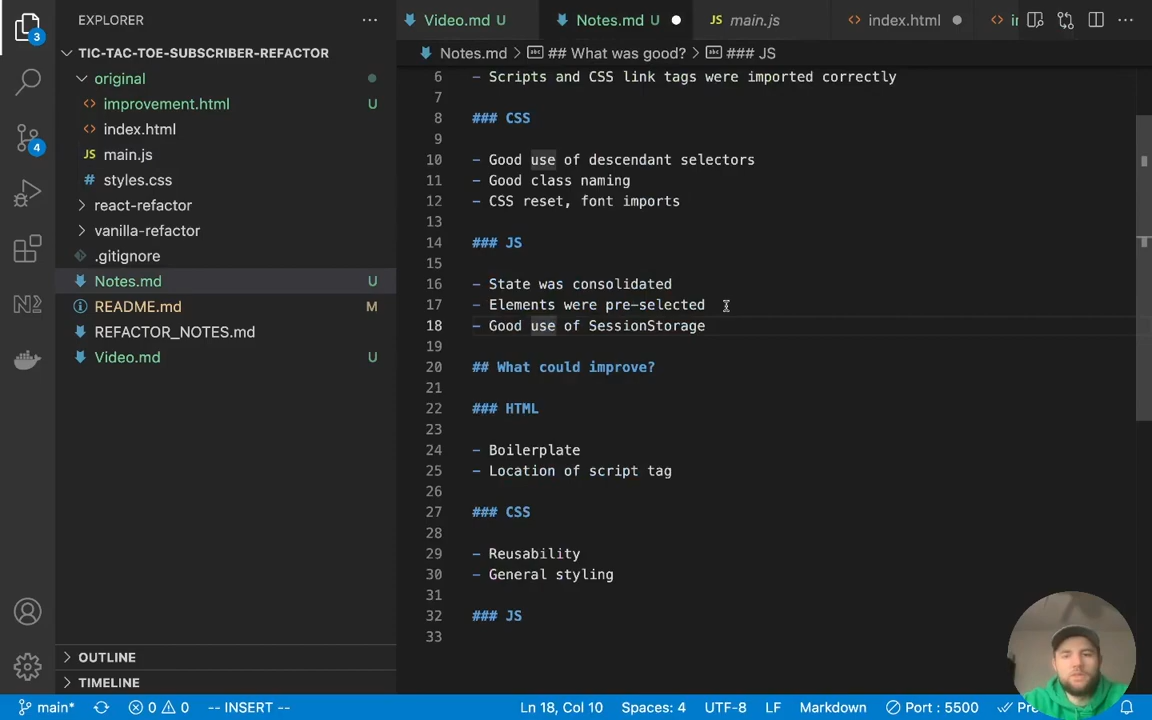 EXPLORER
TIC-TAC-TOE-SUBSCRIBER-REFACTOR
original
improvement.html U
index.html
JS main.js
# styles.css
react-refactor
vanilla-refactor
.gitignore
Notes.md U
README.md M
REFACTOR_NOTES.md
Video.md U
OUTLINE
TIMELINE
3
4
Video.md U
Notes.md U
JS main.js
index.html
Notes.md > ## What was good? > ### JS
6 - Scripts and CSS link tags were imported correctly
7
8 ### CSS
9
10 - Good use of descendant selectors
11 - Good class naming
12 - CSS reset, font imports
13
14 ### JS
15
16 - State was consolidated
17 - Elements were pre-selected
18 - Good use of SessionStorage
19
20 ## What could improve?
21
22 ### HTML
23
24 - Boilerplate
25 - Location of script tag
26
27 ### CSS
28
29 - Reusability
30 - General styling
31
32 ### JS
33
main* 0 0 -- INSERT -- Ln 18, Col 10 Spaces: 4 UTF-8 LF Markdown Port : 5500